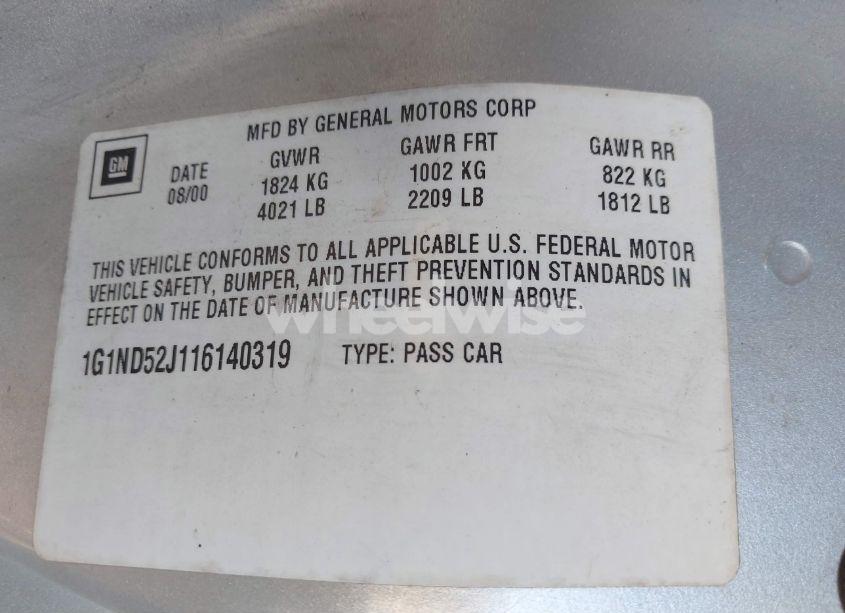 MFD BY GENERAL MOTORS CORP
GM
DATE GVWR GAWR FRT GAWR RR
08/00 1824 KG 1002 KG 822 KG
4021 LB 2209 LB 1812 LB
THIS VEHICLE CONFORMS TO ALL APPLICABLE U.S. FEDERAL MOTOR
VEHICLE SAFETY, BUMPER, AND THEFT PREVENTION STANDARDS IN
EFFECT ON THE DATE OF MANUFACTURE SHOWN ABOVE.
wheelwise
1G1ND52J116140319 TYPE: PASS CAR